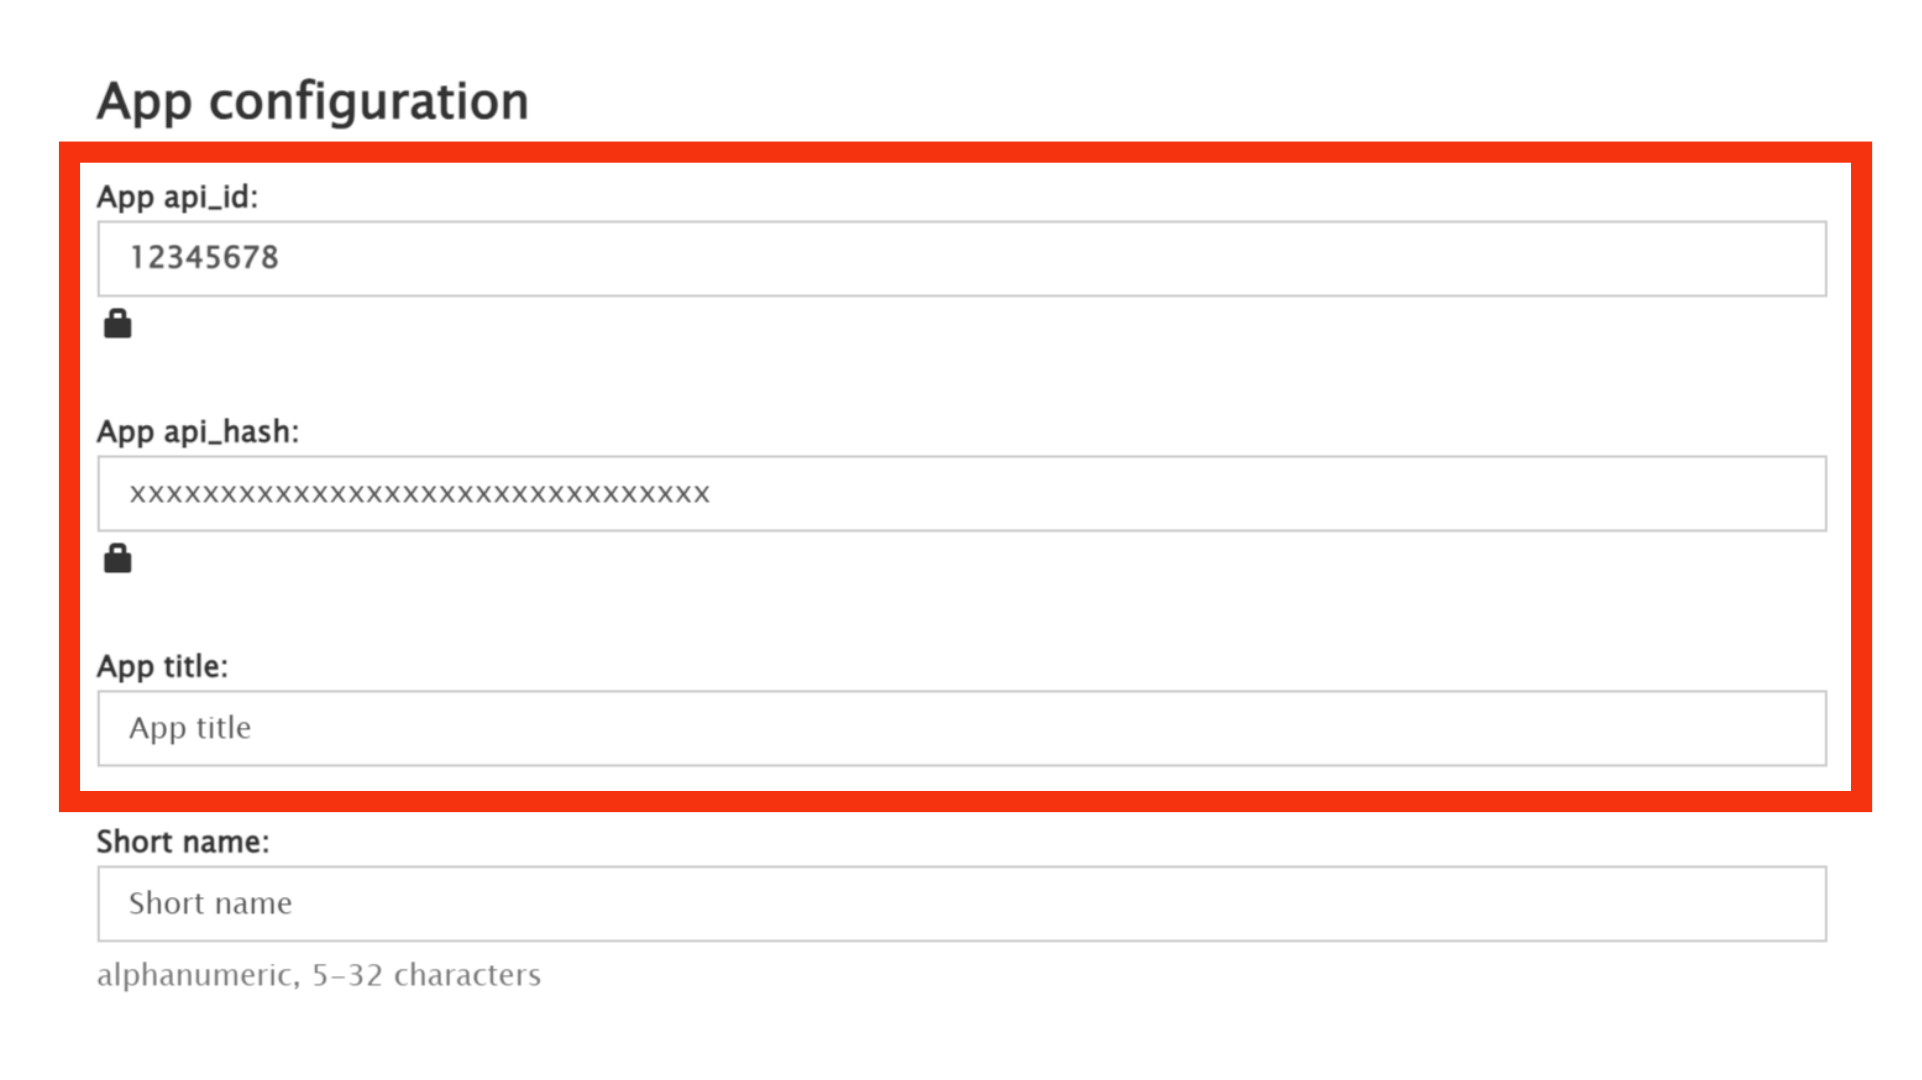 App configuration
App api_id:
12345678
App api_hash:
xxxxxxxxxxxxxxxxxxxxxxxxxxxxxxxx
App title:
App title
Short name:
Short name
alphanumeric, 5-32 characters